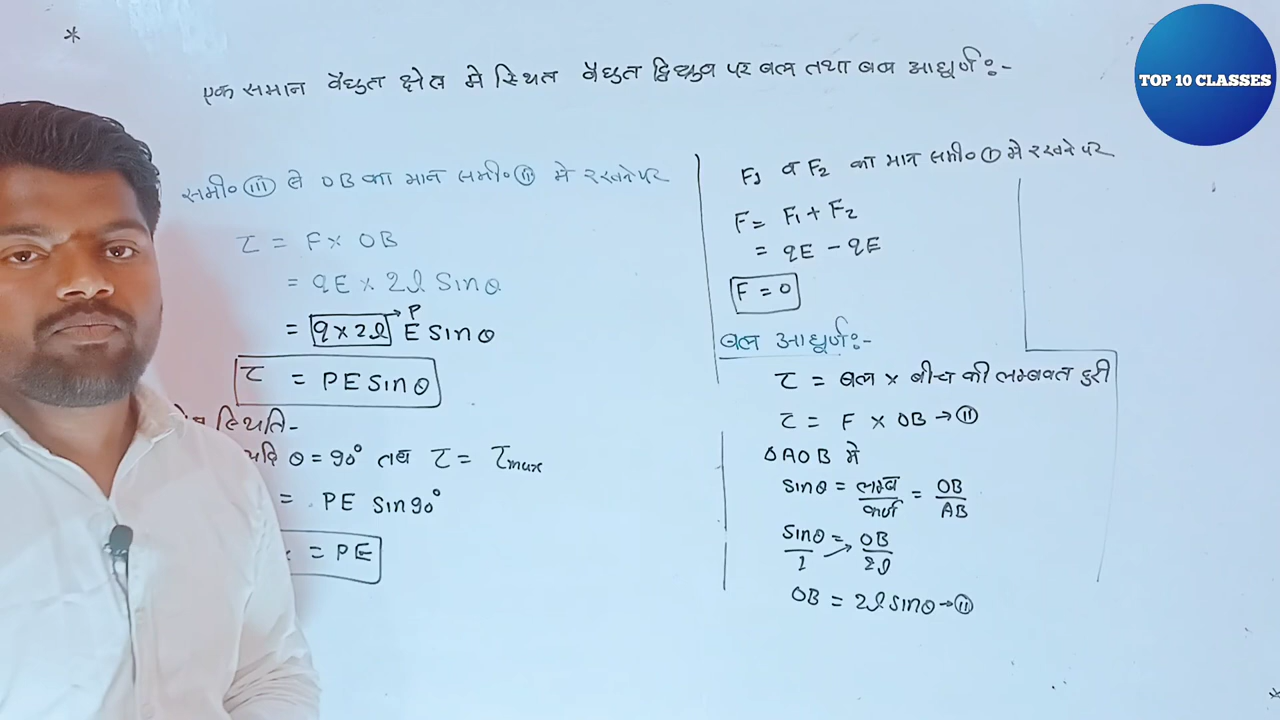 TOP 10 CLASSES
एक समान वैद्युत क्षेत्र मे स्थित वैद्युत द्विध्रुव पर बल तथा बल आघूर्ण:-
F1 व F2 का मान समी० (I) मे रखने पर
F = F1 + F2
= qE - qE
F = 0
बल आघूर्ण:-
τ = बल × बीच की लम्बवत दुरी
τ = F × OB → (II)
ΔAOB मे
Sinθ = लम्ब/कर्ण = OB/AB
Sinθ/1 = OB/2l
OB = 2l Sinθ → (II)
समी० (III) से OB का मान समी० (II) मे रखने पर
τ = F × OB
= qE × 2l Sinθ
= q × 2l → P E Sinθ
τ = PE Sinθ
स्थिति-
यदि θ = 90° तब τ = τmax
= PE Sin 90°
= PE